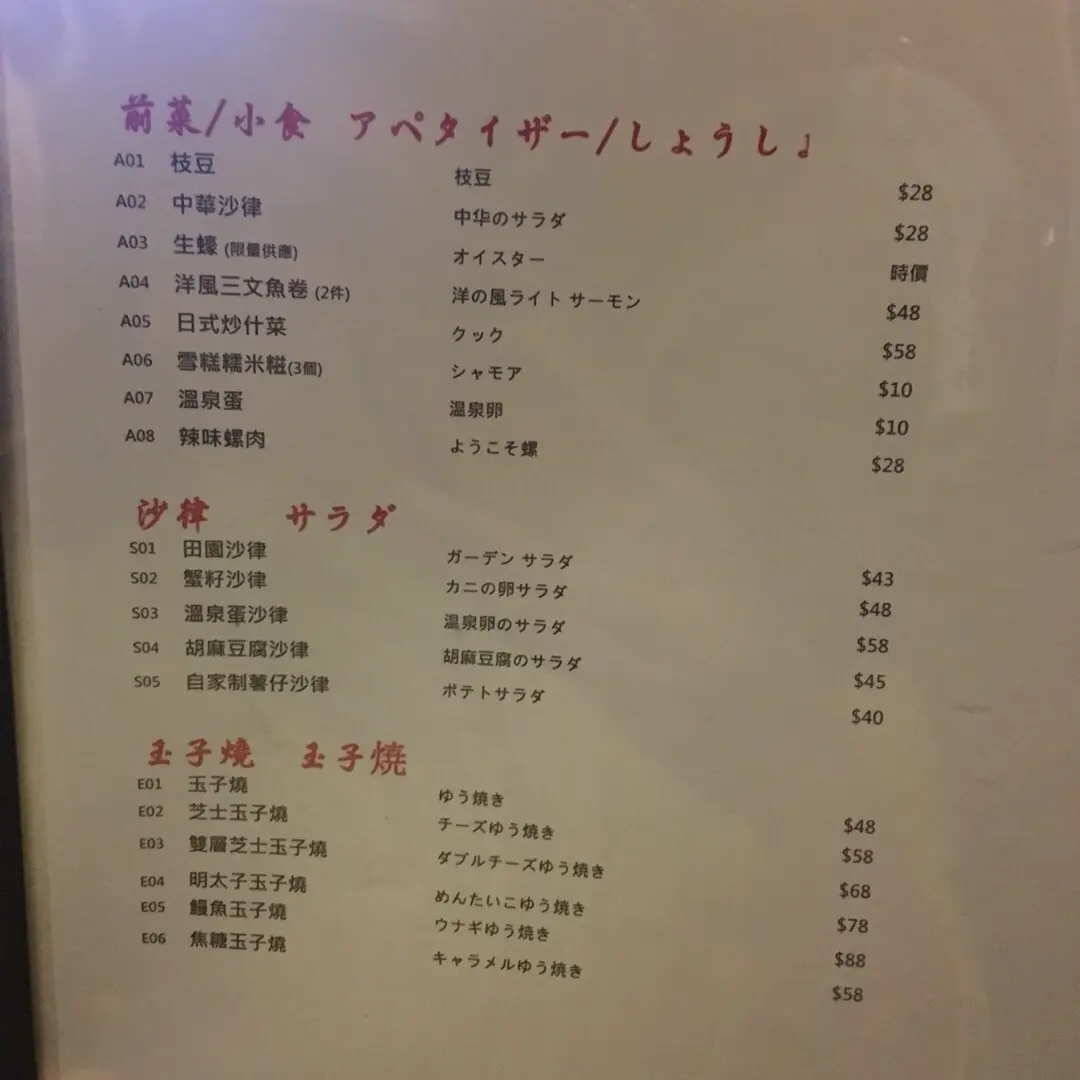 前菜/小食 アペタイザー/しょうし」
A01 枝豆 枝豆 $28
A02 中華沙律 中华のサラダ $28
A03 生蠔 (限量供應) オイスター 時價
A04 洋風三文魚卷 (2件) 洋の風ライト サーモン $48
A05 日式炒什菜 クック $58
A06 雪糕糯米糍(3個) シャモア $10
A07 溫泉蛋 温泉卵 $10
A08 辣味螺肉 ようこそ螺 $28
沙律 サラダ
S01 田園沙律 ガーデン サラダ $43
S02 蟹籽沙律 カニの卵サラダ $48
S03 溫泉蛋沙律 温泉卵のサラダ $58
S04 胡麻豆腐沙律 胡麻豆腐のサラダ $45
S05 自家制薯仔沙律 ポテトサラダ $40
玉子燒 玉子燒
E01 玉子燒 ゆう焼き $48
E02 芝士玉子燒 チーズゆう焼き $58
E03 雙層芝士玉子燒 ダブルチーズゆう焼き $68
E04 明太子玉子燒 めんたいこゆう焼き $78
E05 鰻魚玉子燒 ウナギゆう焼き $88
E06 焦糖玉子燒 キャラメルゆう焼き $58